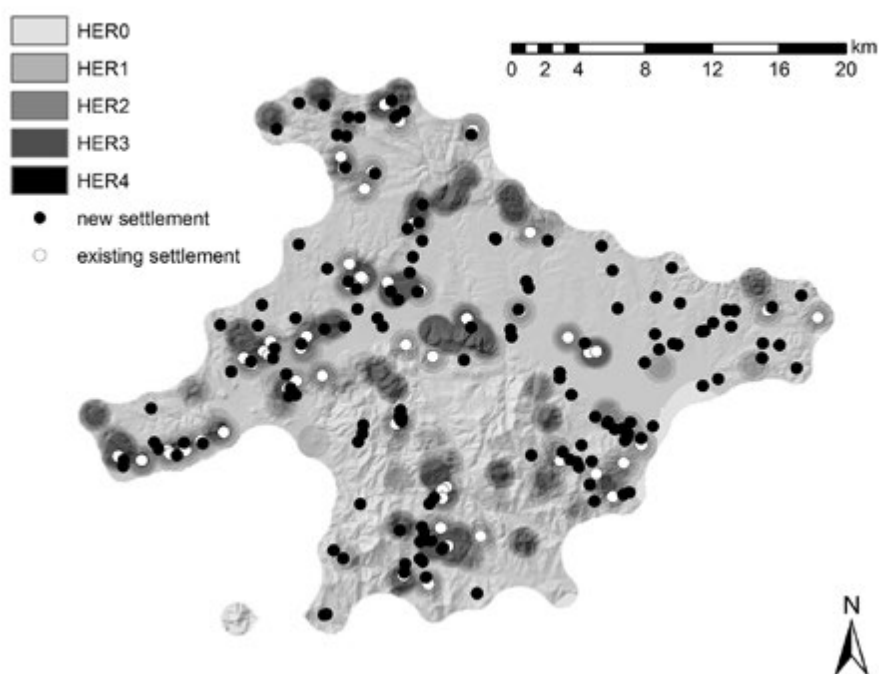 HER0
HER1
HER2
HER3
HER4
new settlement
existing settlement
km
0 2 4 8 12 16 20
N